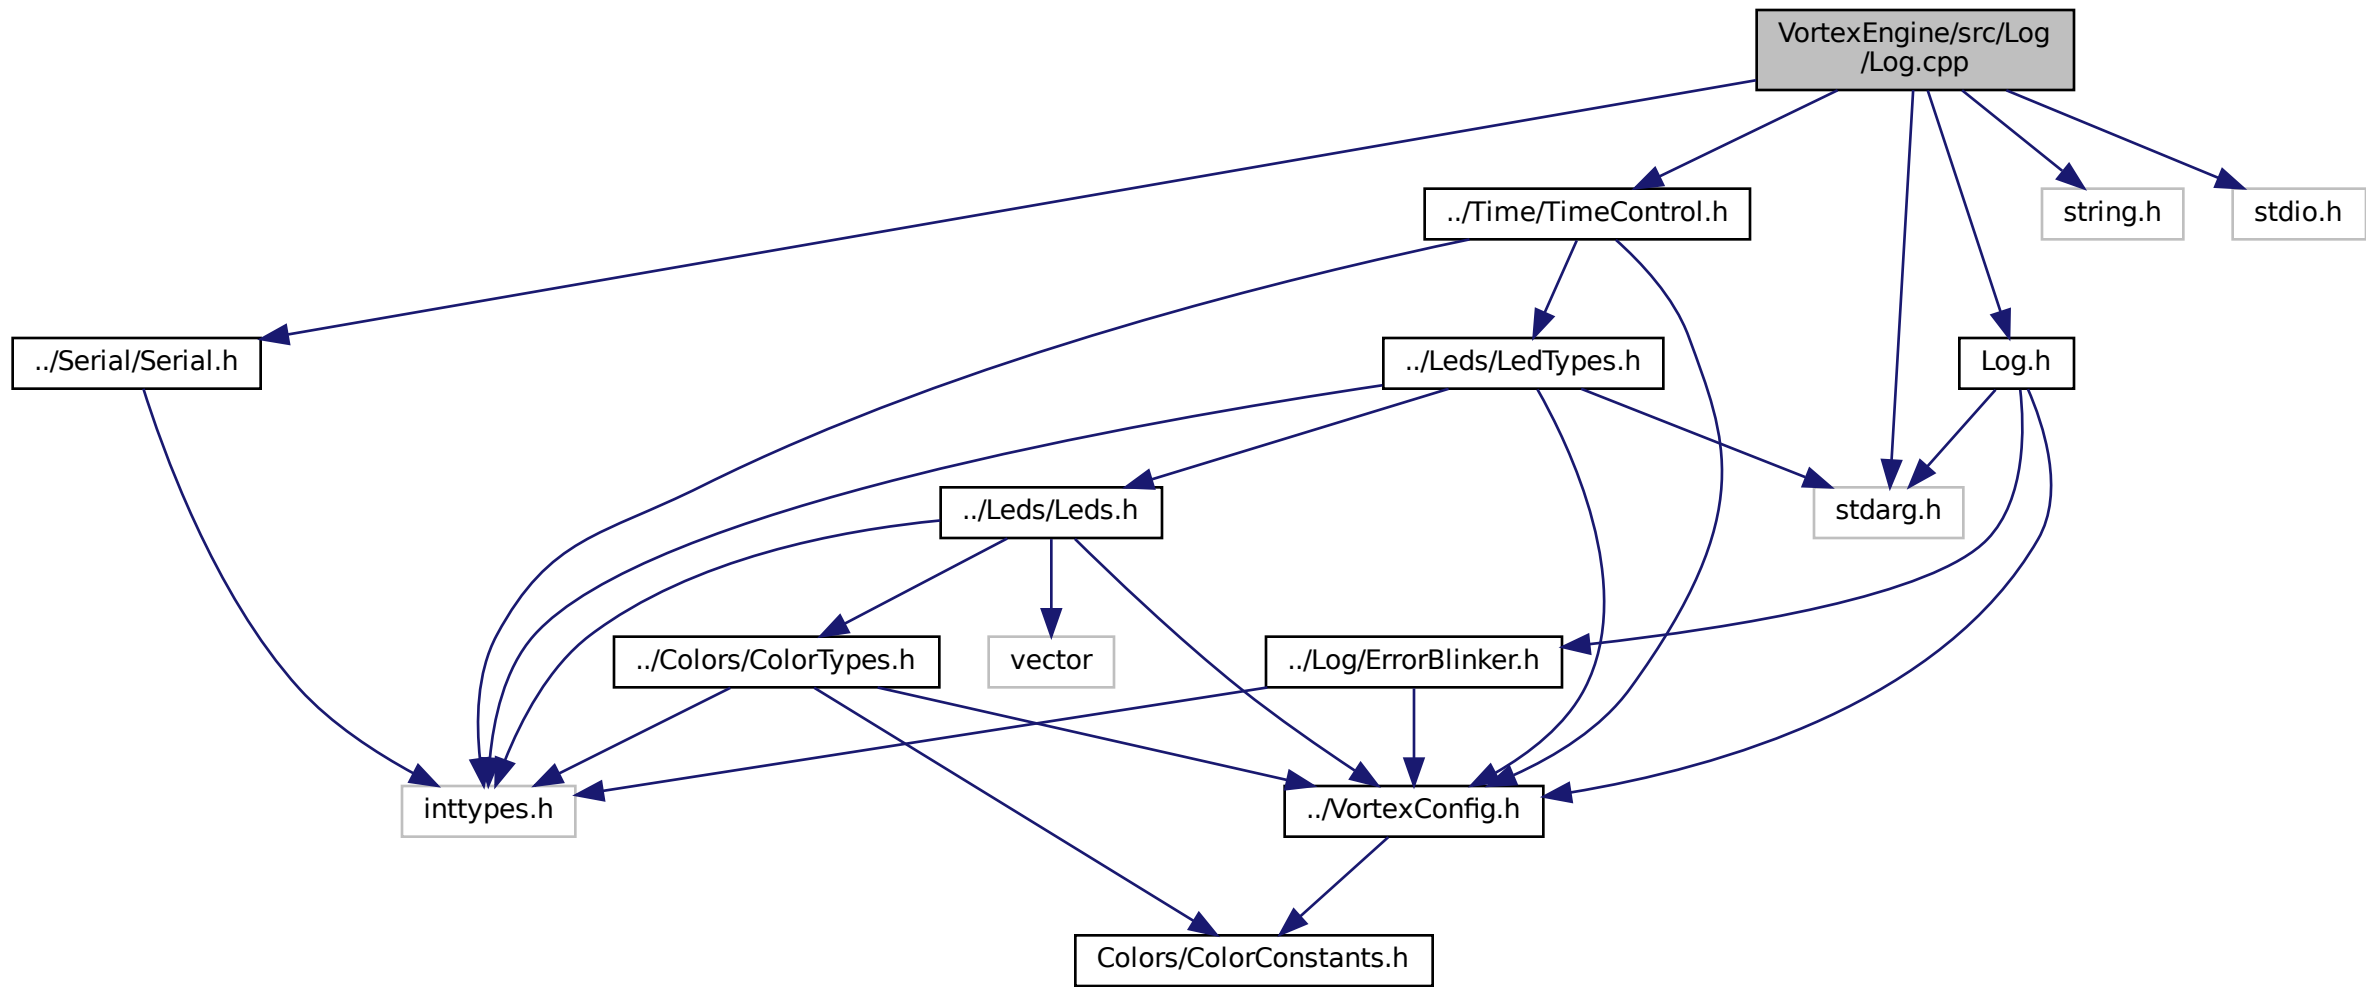 VortexEngine/src/Log
/Log.cpp
../Time/TimeControl.h
string.h
stdio.h
../Serial/Serial.h
../Leds/LedTypes.h
Log.h
../Leds/Leds.h
stdarg.h
../Colors/ColorTypes.h
vector
../Log/ErrorBlinker.h
inttypes.h
../VortexConfig.h
Colors/ColorConstants.h